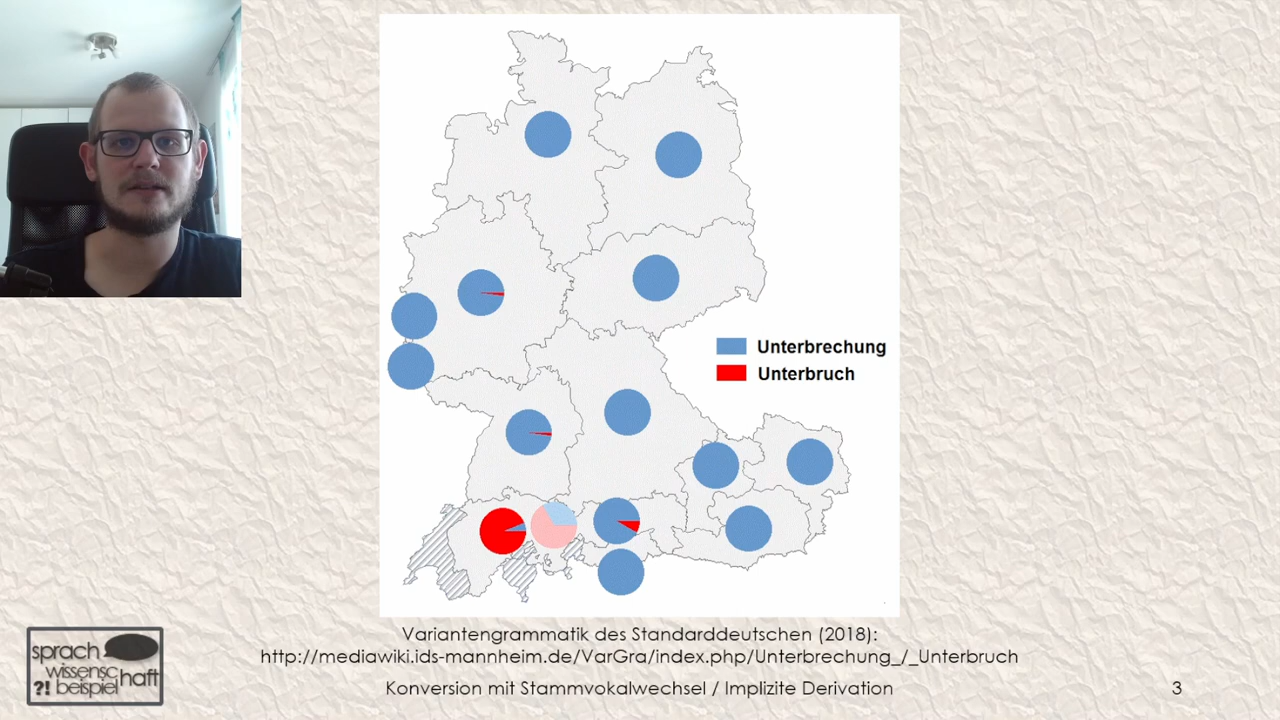 Unterbrechung
Unterbruch
Variantengrammatik des Standarddeutschen (2018):
http://mediawiki.ids-mannheim.de/VarGra/index.php/Unterbrechung_/_Unterbruch
sprach
wissensc
haft
?! beispiel
Konversion mit Stammvokalwechsel / Implizite Derivation
3